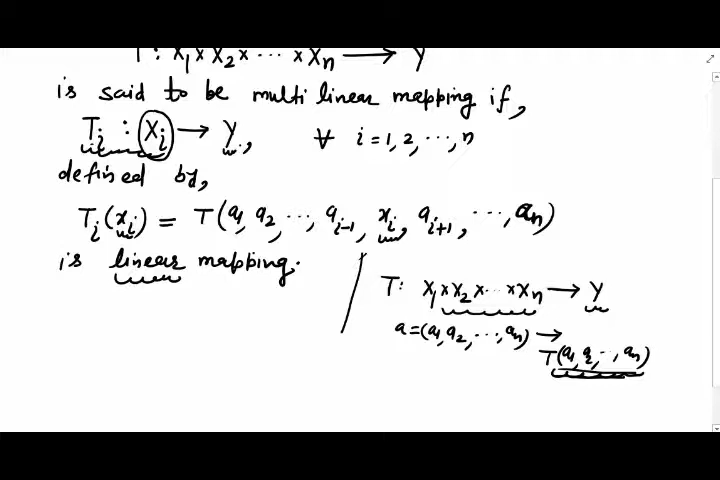 T : X₁ × X₂ × ⋯ × Xₙ ⟶ Y
is said to be multi linear mapping if,
Tᵢ : Xᵢ ⟶ Y, ∀ i = 1, 2, ⋯, n
defined by,
Tᵢ(xᵢ) = T(a₁, a₂, ⋯, aᵢ₋₁, xᵢ, aᵢ₊₁, ⋯, aₙ)
is linear mapping.
T : X₁ × X₂ × ⋯ × Xₙ ⟶ Y
a = (a₁, a₂, ⋯, aₙ) ⟶
T(a₁, a₂, ⋯, aₙ)